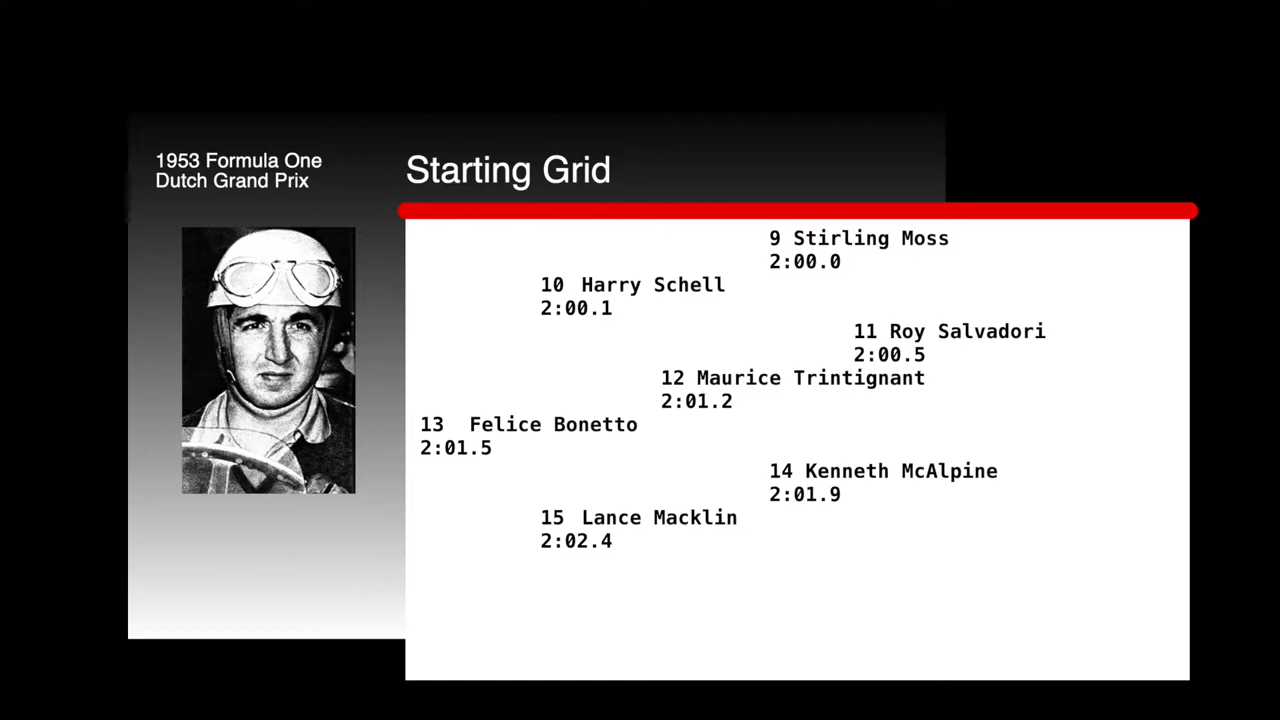 1953 Formula One
Dutch Grand Prix
Starting Grid
9 Stirling Moss
2:00.0
10 Harry Schell
2:00.1
11 Roy Salvadori
2:00.5
12 Maurice Trintignant
2:01.2
13 Felice Bonetto
2:01.5
14 Kenneth McAlpine
2:01.9
15 Lance Macklin
2:02.4